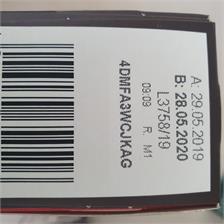 A: 29.05.2019
B: 28.05.2020
L3758/19
09:09 R. M1
4DMFA3WCJKAG